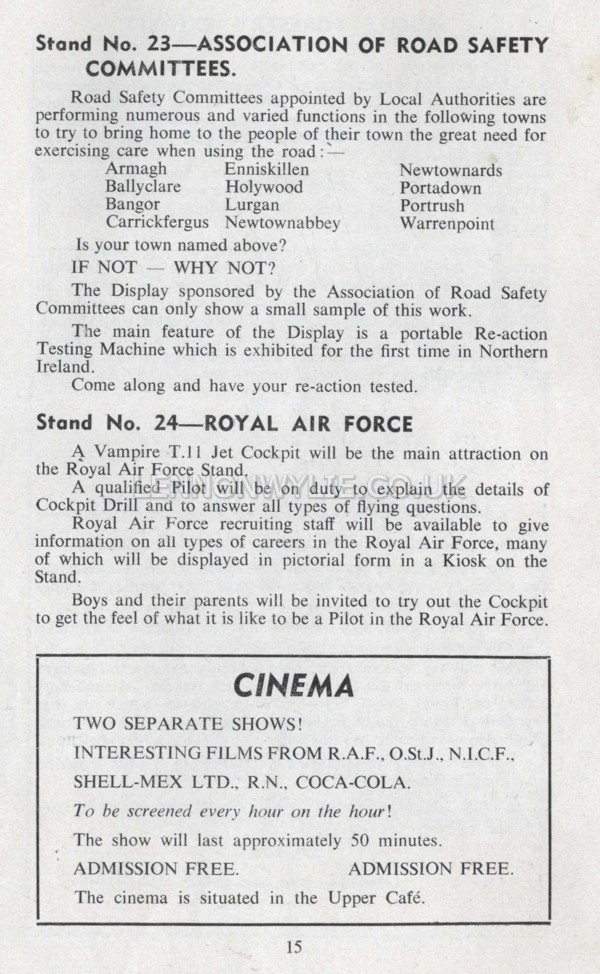 Stand No. 23—ASSOCIATION OF ROAD SAFETY
COMMITTEES.
Road Safety Committees appointed by Local Authorities are
performing numerous and varied functions in the following towns
to try to bring home to the people of their town the great need for
exercising care when using the road :—
Armagh Enniskillen Newtownards
Ballyclare Holywood Portadown
Bangor Lurgan Portrush
Carrickfergus Newtownabbey Warrenpoint
Is your town named above?
IF NOT — WHY NOT?
The Display sponsored by the Association of Road Safety
Committees can only show a small sample of this work.
The main feature of the Display is a portable Re-action
Testing Machine which is exhibited for the first time in Northern
Ireland.
Come along and have your re-action tested.
Stand No. 24—ROYAL AIR FORCE
A Vampire T.11 Jet Cockpit will be the main attraction on
the Royal Air Force Stand.
LENNONWYLIE.CO.UK
A qualified Pilot will be on duty to explain the details of
Cockpit Drill and to answer all types of flying questions.
Royal Air Force recruiting staff will be available to give
information on all types of careers in the Royal Air Force, many
of which will be displayed in pictorial form in a Kiosk on the
Stand.
Boys and their parents will be invited to try out the Cockpit
to get the feel of what it is like to be a Pilot in the Royal Air Force.
CINEMA
TWO SEPARATE SHOWS!
INTERESTING FILMS FROM R.A.F., O.St.J., N.I.C.F.,
SHELL-MEX LTD., R.N., COCA-COLA.
To be screened every hour on the hour!
The show will last approximately 50 minutes.
ADMISSION FREE. ADMISSION FREE.
The cinema is situated in the Upper Café.
15